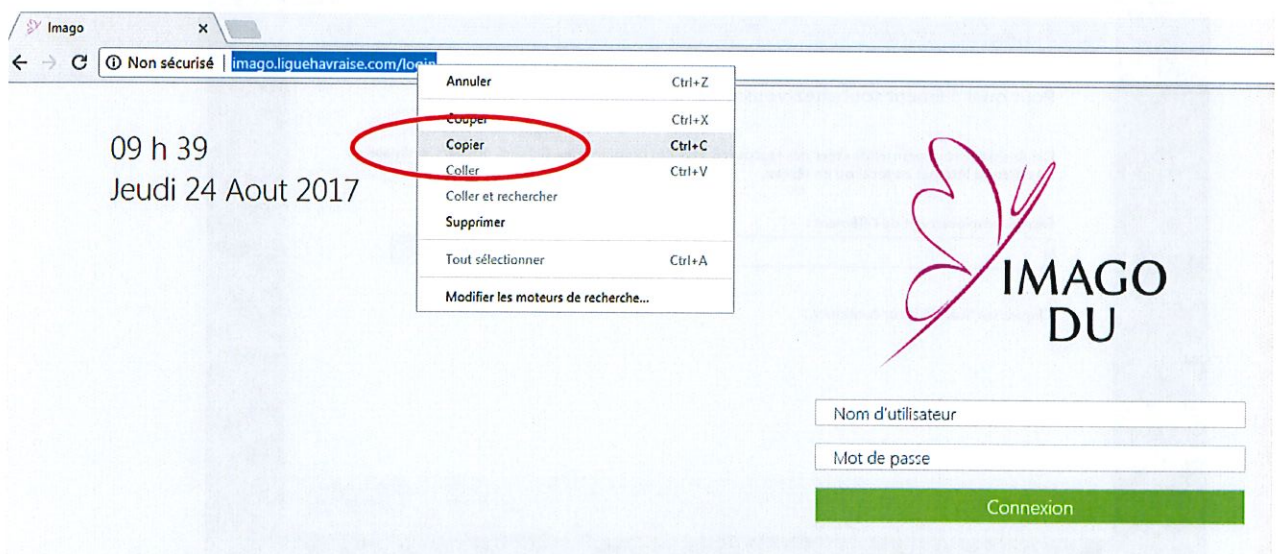 Imago
Non sécurisé | imago.liguehavraise.com/login
Annuler Ctrl+Z
Couper Ctrl+X
Copier Ctrl+C
Coller Ctrl+V
Coller et rechercher
Supprimer
Tout sélectionner Ctrl+A
Modifier les moteurs de recherche...
09 h 39
Jeudi 24 Aout 2017
IMAGO
DU
Nom d'utilisateur
Mot de passe
Connexion